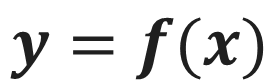 y = f(x)